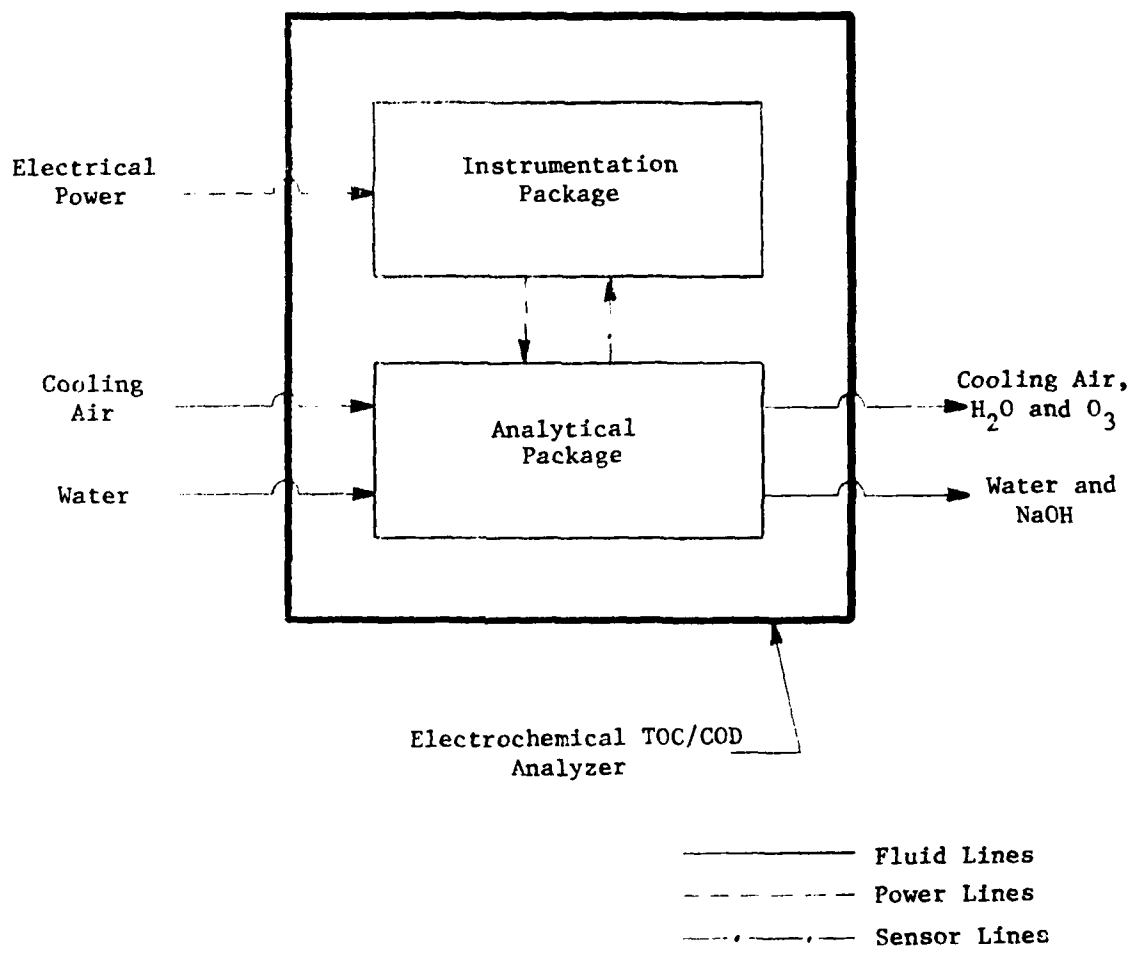 Electrical
Power
Instrumentation
Package
Cooling
Air
Water
Analytical
Package
Cooling Air,
H2O and O3
Water and
NaOH
Electrochemical TOC/COD
Analyzer
Fluid Lines
Power Lines
Sensor Lines